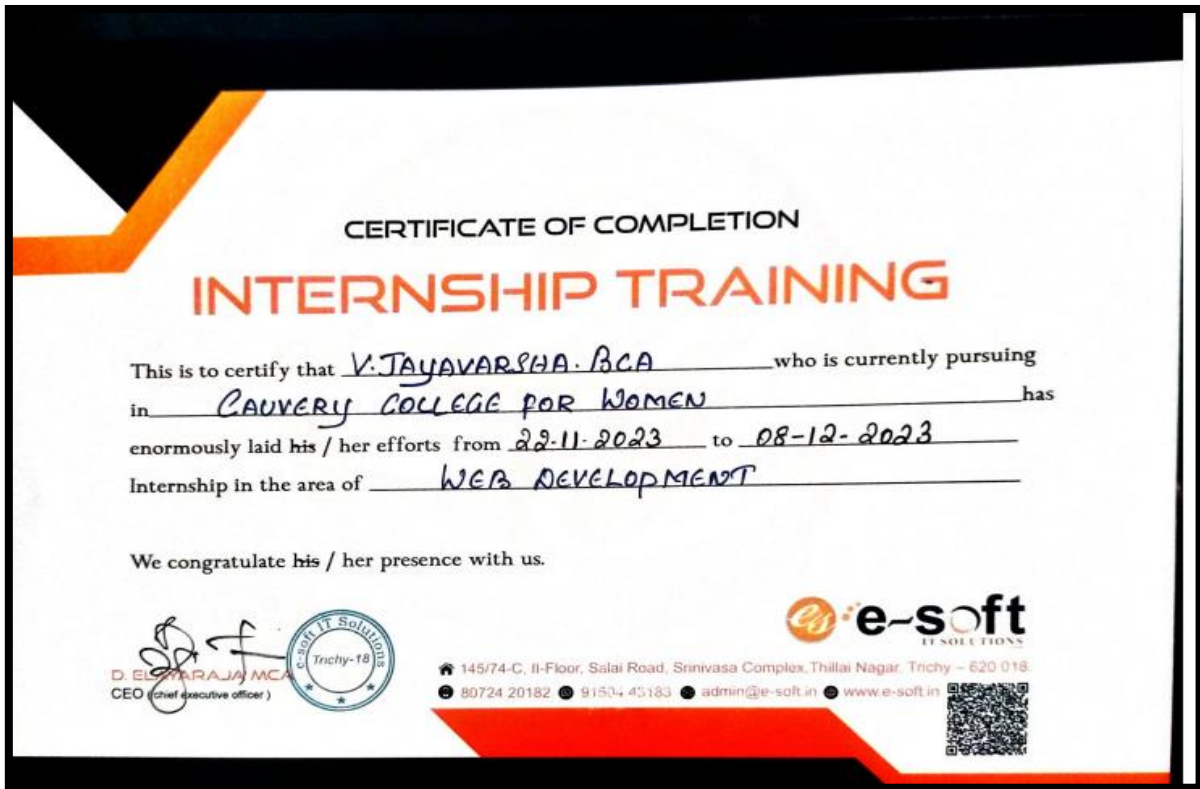 CERTIFICATE OF COMPLETION
INTERNSHIP TRAINING
This is to certify that V.JAYAVARSHA.BCA who is currently pursuing
in CAUVERY COLLEGE FOR WOMEN has
enormously laid his / her efforts from 22-11-2023 to 08-12-2023
Internship in the area of WEB DEVELOPMENT
We congratulate his / her presence with us.
e-soft IT Solutions
Trichy-18
D. MCA
CEO (chief executive officer )
es e-soft
IT SOLUTIONS
145/74-C, II-Floor, Salai Road, Srinivasa Complex, Thillai Nagar, Trichy – 620 018.
80724 20182 43183 admin@e-soft.in www.e-soft.in